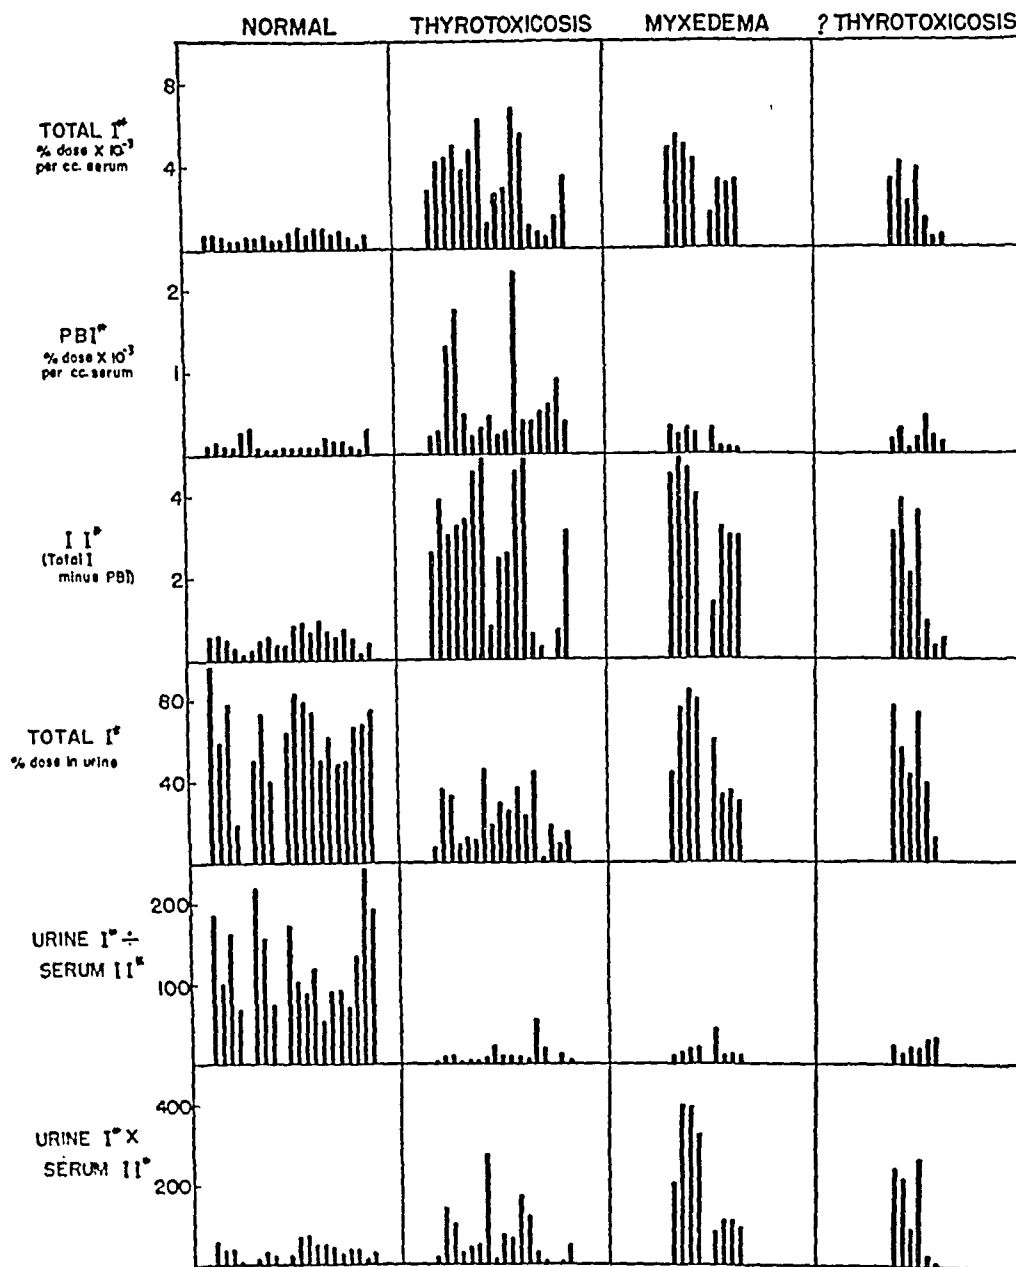 NORMAL THYROTOXICOSIS MYXEDEMA ? THYROTOXICOSIS
8
TOTAL I*
% dose X 10⁻³
per cc. serum
4
2
PBI*
% dose X 10⁻³
per cc. serum
1
4
I I*
(Total I
minus PBI)
2
80
TOTAL I*
% dose in urine
40
200
URINE I* ÷
SERUM II*
100
400
URINE I* X
SERUM II*
200